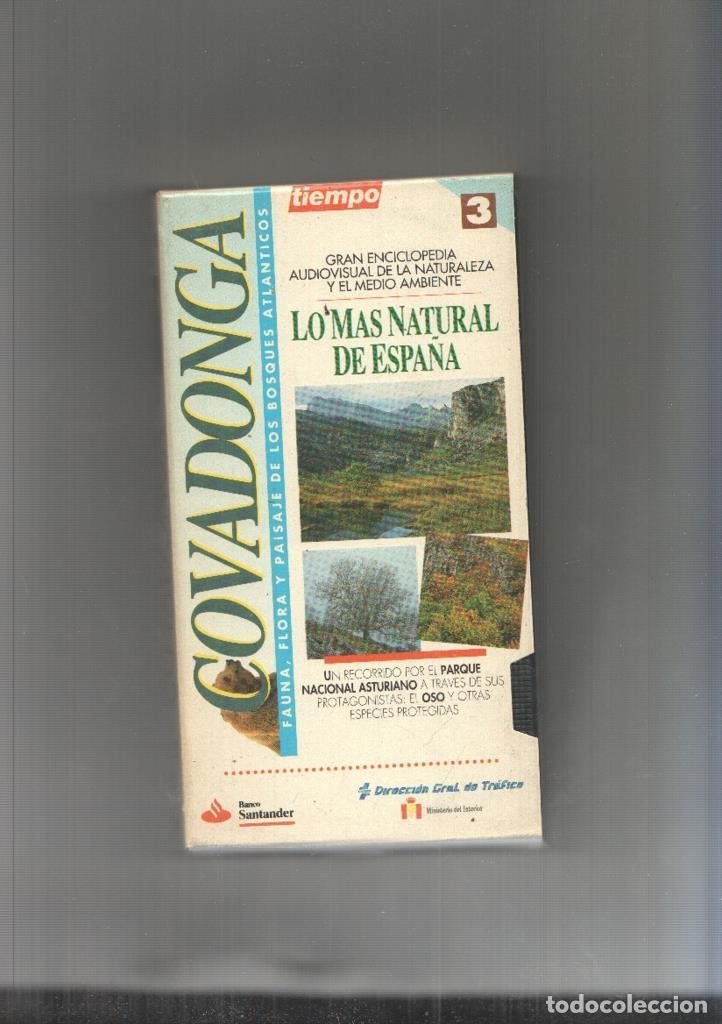 tiempo
3
COVADONGA
FAUNA, FLORA Y PAISAJE DE LOS BOSQUES ATLANTICOS
GRAN ENCICLOPEDIA
AUDIOVISUAL DE LA NATURALEZA
Y EL MEDIO AMBIENTE
LO MAS NATURAL
DE ESPAÑA
UN RECORRIDO POR EL PARQUE
NACIONAL ASTURIANO A TRAVES DE SUS
PROTAGONISTAS: EL OSO Y OTRAS
ESPECIES PROTEGIDAS
Banco
Santander
Dirección Gral. de Tráfico
Ministerio del Interior
todocoleccion